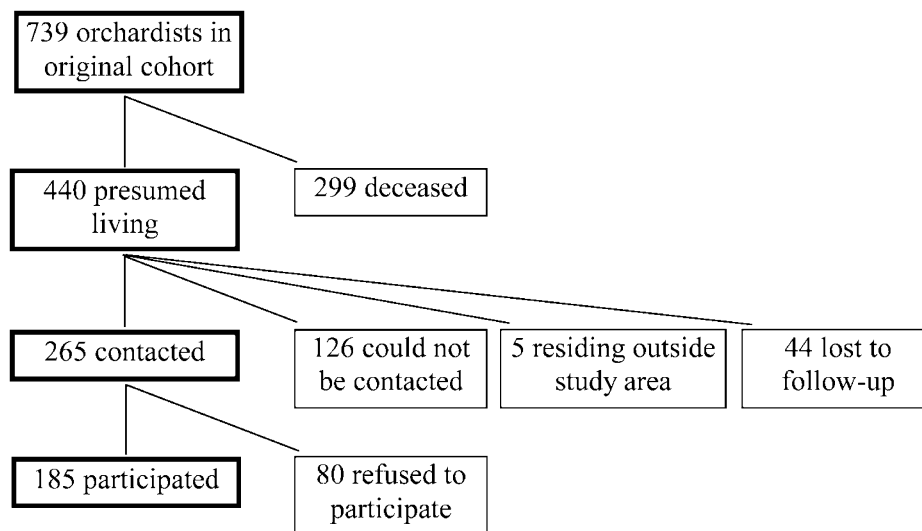 739 orchardists in
original cohort
440 presumed
living
299 deceased
265 contacted
126 could not
be contacted
5 residing outside
study area
44 lost to
follow-up
185 participated
80 refused to
participate